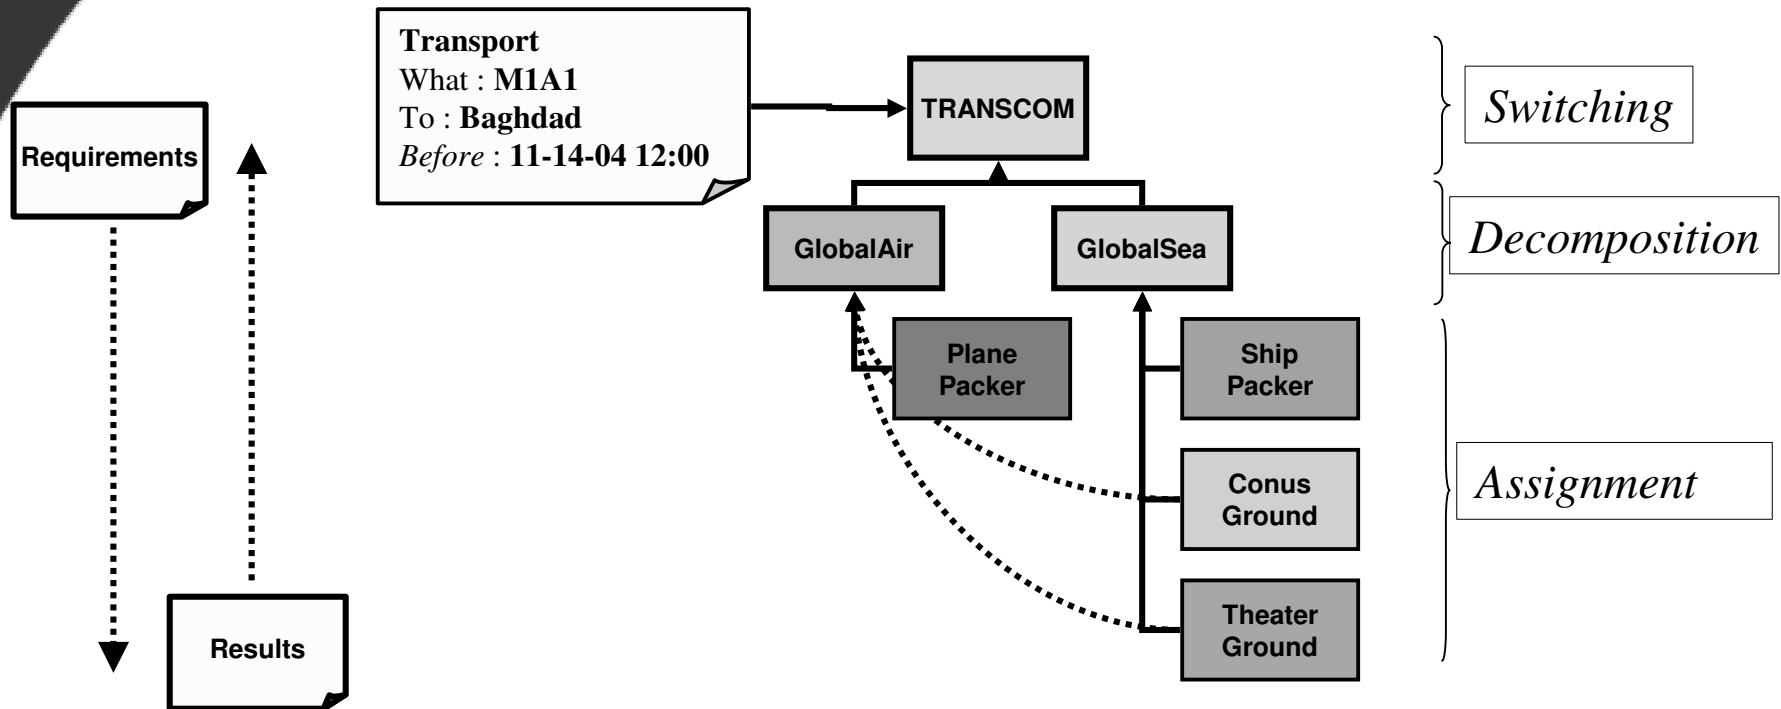 Transport
What : M1A1
To : Baghdad
Before : 11-14-04 12:00
Requirements
TRANSCOM
Switching
GlobalAir
GlobalSea
Decomposition
Plane
Packer
Ship
Packer
Conus
Ground
Assignment
Theater
Ground
Results